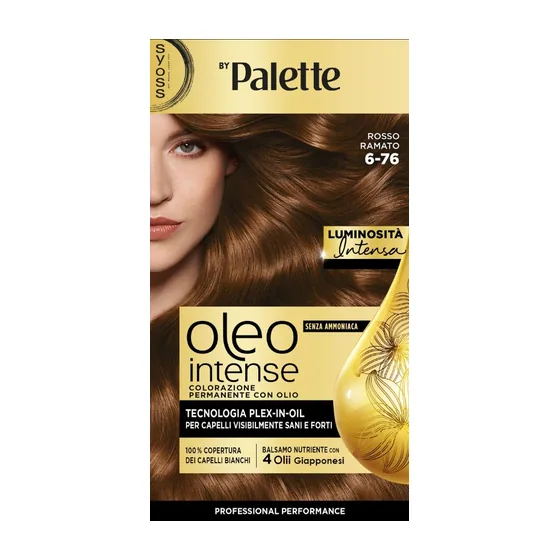 syoss
BY Palette
ROSSO
RAMATO
6-76
LUMINOSITÀ
Intensa
SENZA AMMONIACA
oleo
intense
COLORAZIONE
PERMANENTE CON OLIO
TECNOLOGIA PLEX-IN-OIL
PER CAPELLI VISIBILMENTE SANI E FORTI
100% COPERTURA
DEI CAPELLI BIANCHI
BALSAMO NUTRIENTE CON
4 Olii Giapponesi
PROFESSIONAL PERFORMANCE